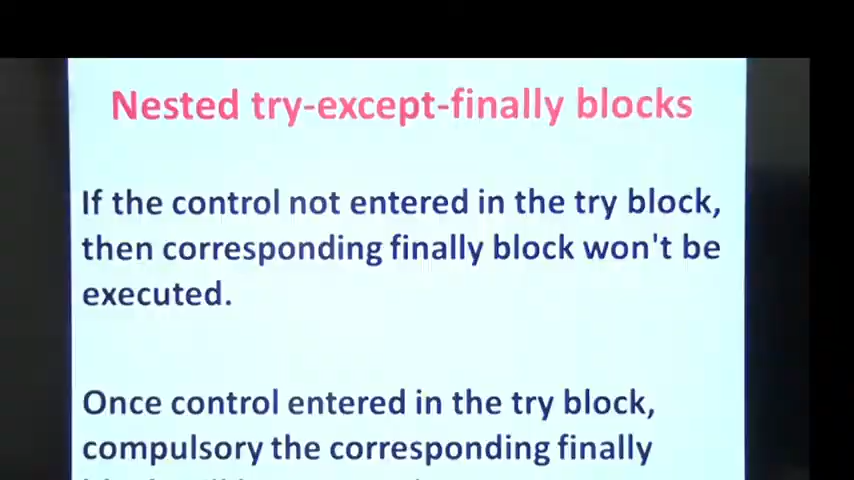 Nested try-except-finally blocks
If the control not entered in the try block,
then corresponding finally block won't be
executed.
Once control entered in the try block,
compulsory the corresponding finally